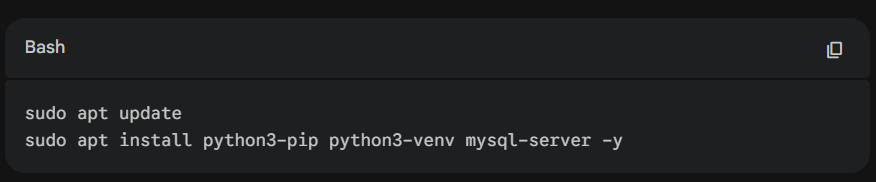 Bash
sudo apt update
sudo apt install python3-pip python3-venv mysql-server -y